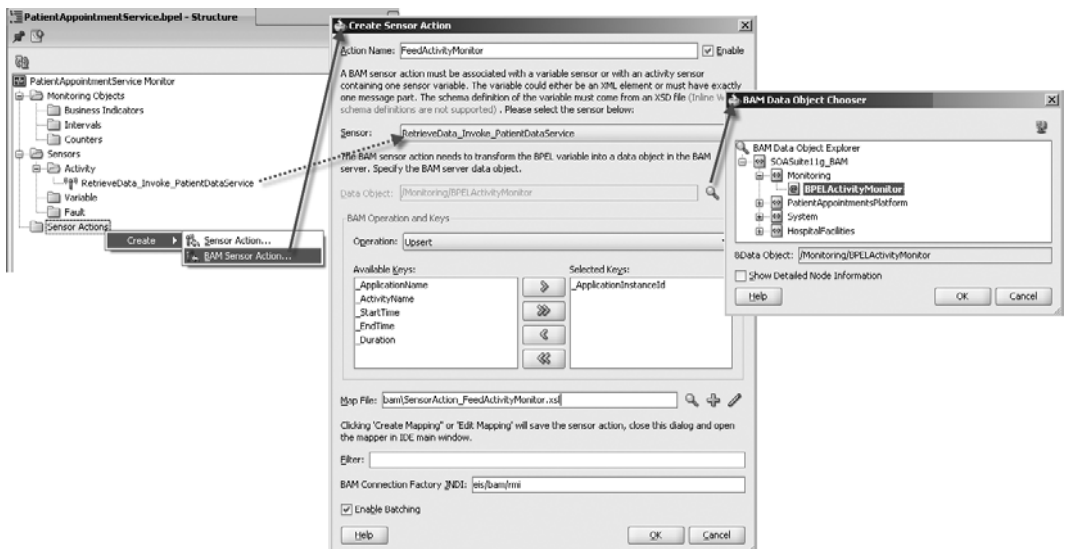 PatientAppointmentService.bpel - Structure
PatientAppointmentService Monitor
Monitoring Objects
Business Indicators
Intervals
Counters
Sensors
Activity
RetrieveData_Invoke_PatientDataService
Variable
Fault
Sensor Actions
Create
Sensor Action...
BAM Sensor Action...
Create Sensor Action
Action Name: FeedActivityMonitor Enable
A BAM sensor action must be associated with a variable sensor or with an activity sensor
containing one sensor variable. The variable could either be an XML element or must have exactly
one message part. The schema definition of the variable must come from an XSD file (Inline
schema definitions are not supported) . Please select the sensor below:
Sensor: RetrieveData_Invoke_PatientDataService
The BAM sensor action needs to transform the BPEL variable into a data object in the BAM
server. Specify the BAM server data object.
Data Object: /Monitoring/BPELActivityMonitor
BAM Operation and Keys
Operation: Upsert
Available Keys: Selected Keys:
_ApplicationName _ApplicationInstanceId
_ActivityName
_StartTime
_EndTime
_Duration
Map File: bam\SensorAction_FeedActivityMonitor.xsl
Clicking 'Create Mapping" or 'Edit Mapping' will save the sensor action, close this dialog and open
the mapper in IDE main window.
Filter:
BAM Connection Factory JNDI: eis/bam/rmi
Enable Batching
Help OK Cancel
BAM Data Object Chooser
BAM Data Object Explorer
SOASuite11g_BAM
Monitoring
BPELActivityMonitor
PatientAppointmentsPlatform
System
HospitalFacilities
BData Object: /Monitoring/BPELActivityMonitor
Show Detailed Node Information
Help OK Cancel